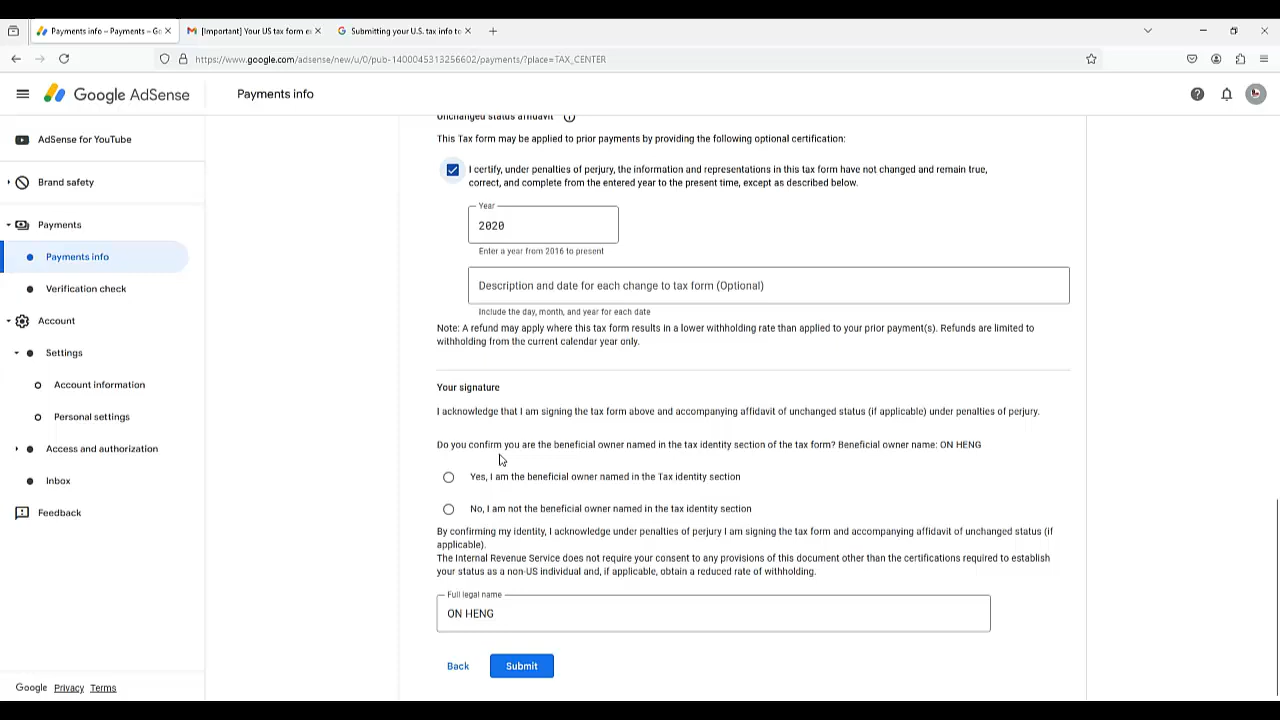 Payments info – Payments – Go
[Important] Your US tax form e
Submitting your U.S. tax info to
https://www.google.com/adsense/new/u/0/pub-1400045313256602/payments/?place=TAX_CENTER
Google AdSense
Payments info
AdSense for YouTube
Brand safety
Payments
Payments info
Verification check
Account
Settings
Account information
Personal settings
Access and authorization
Inbox
Feedback
Google Privacy Terms
Unchanged status affidavit
This Tax form may be applied to prior payments by providing the following optional certification:
I certify, under penalties of perjury, the information and representations in this tax form have not changed and remain true,
correct, and complete from the entered year to the present time, except as described below.
Year
2020
Enter a year from 2016 to present
Description and date for each change to tax form (Optional)
Include the day, month, and year for each date
Note: A refund may apply where this tax form results in a lower withholding rate than applied to your prior payment(s). Refunds are limited to
withholding from the current calendar year only.
Your signature
I acknowledge that I am signing the tax form above and accompanying affidavit of unchanged status (if applicable) under penalties of perjury.
Do you confirm you are the beneficial owner named in the tax identity section of the tax form? Beneficial owner name: ON HENG
Yes, I am the beneficial owner named in the Tax identity section
No, I am not the beneficial owner named in the tax identity section
By confirming my identity, I acknowledge under penalties of perjury I am signing the tax form and accompanying affidavit of unchanged status (if
applicable).
The Internal Revenue Service does not require your consent to any provisions of this document other than the certifications required to establish
your status as a non-US individual and, if applicable, obtain a reduced rate of withholding.
Full legal name
ON HENG
Back
Submit